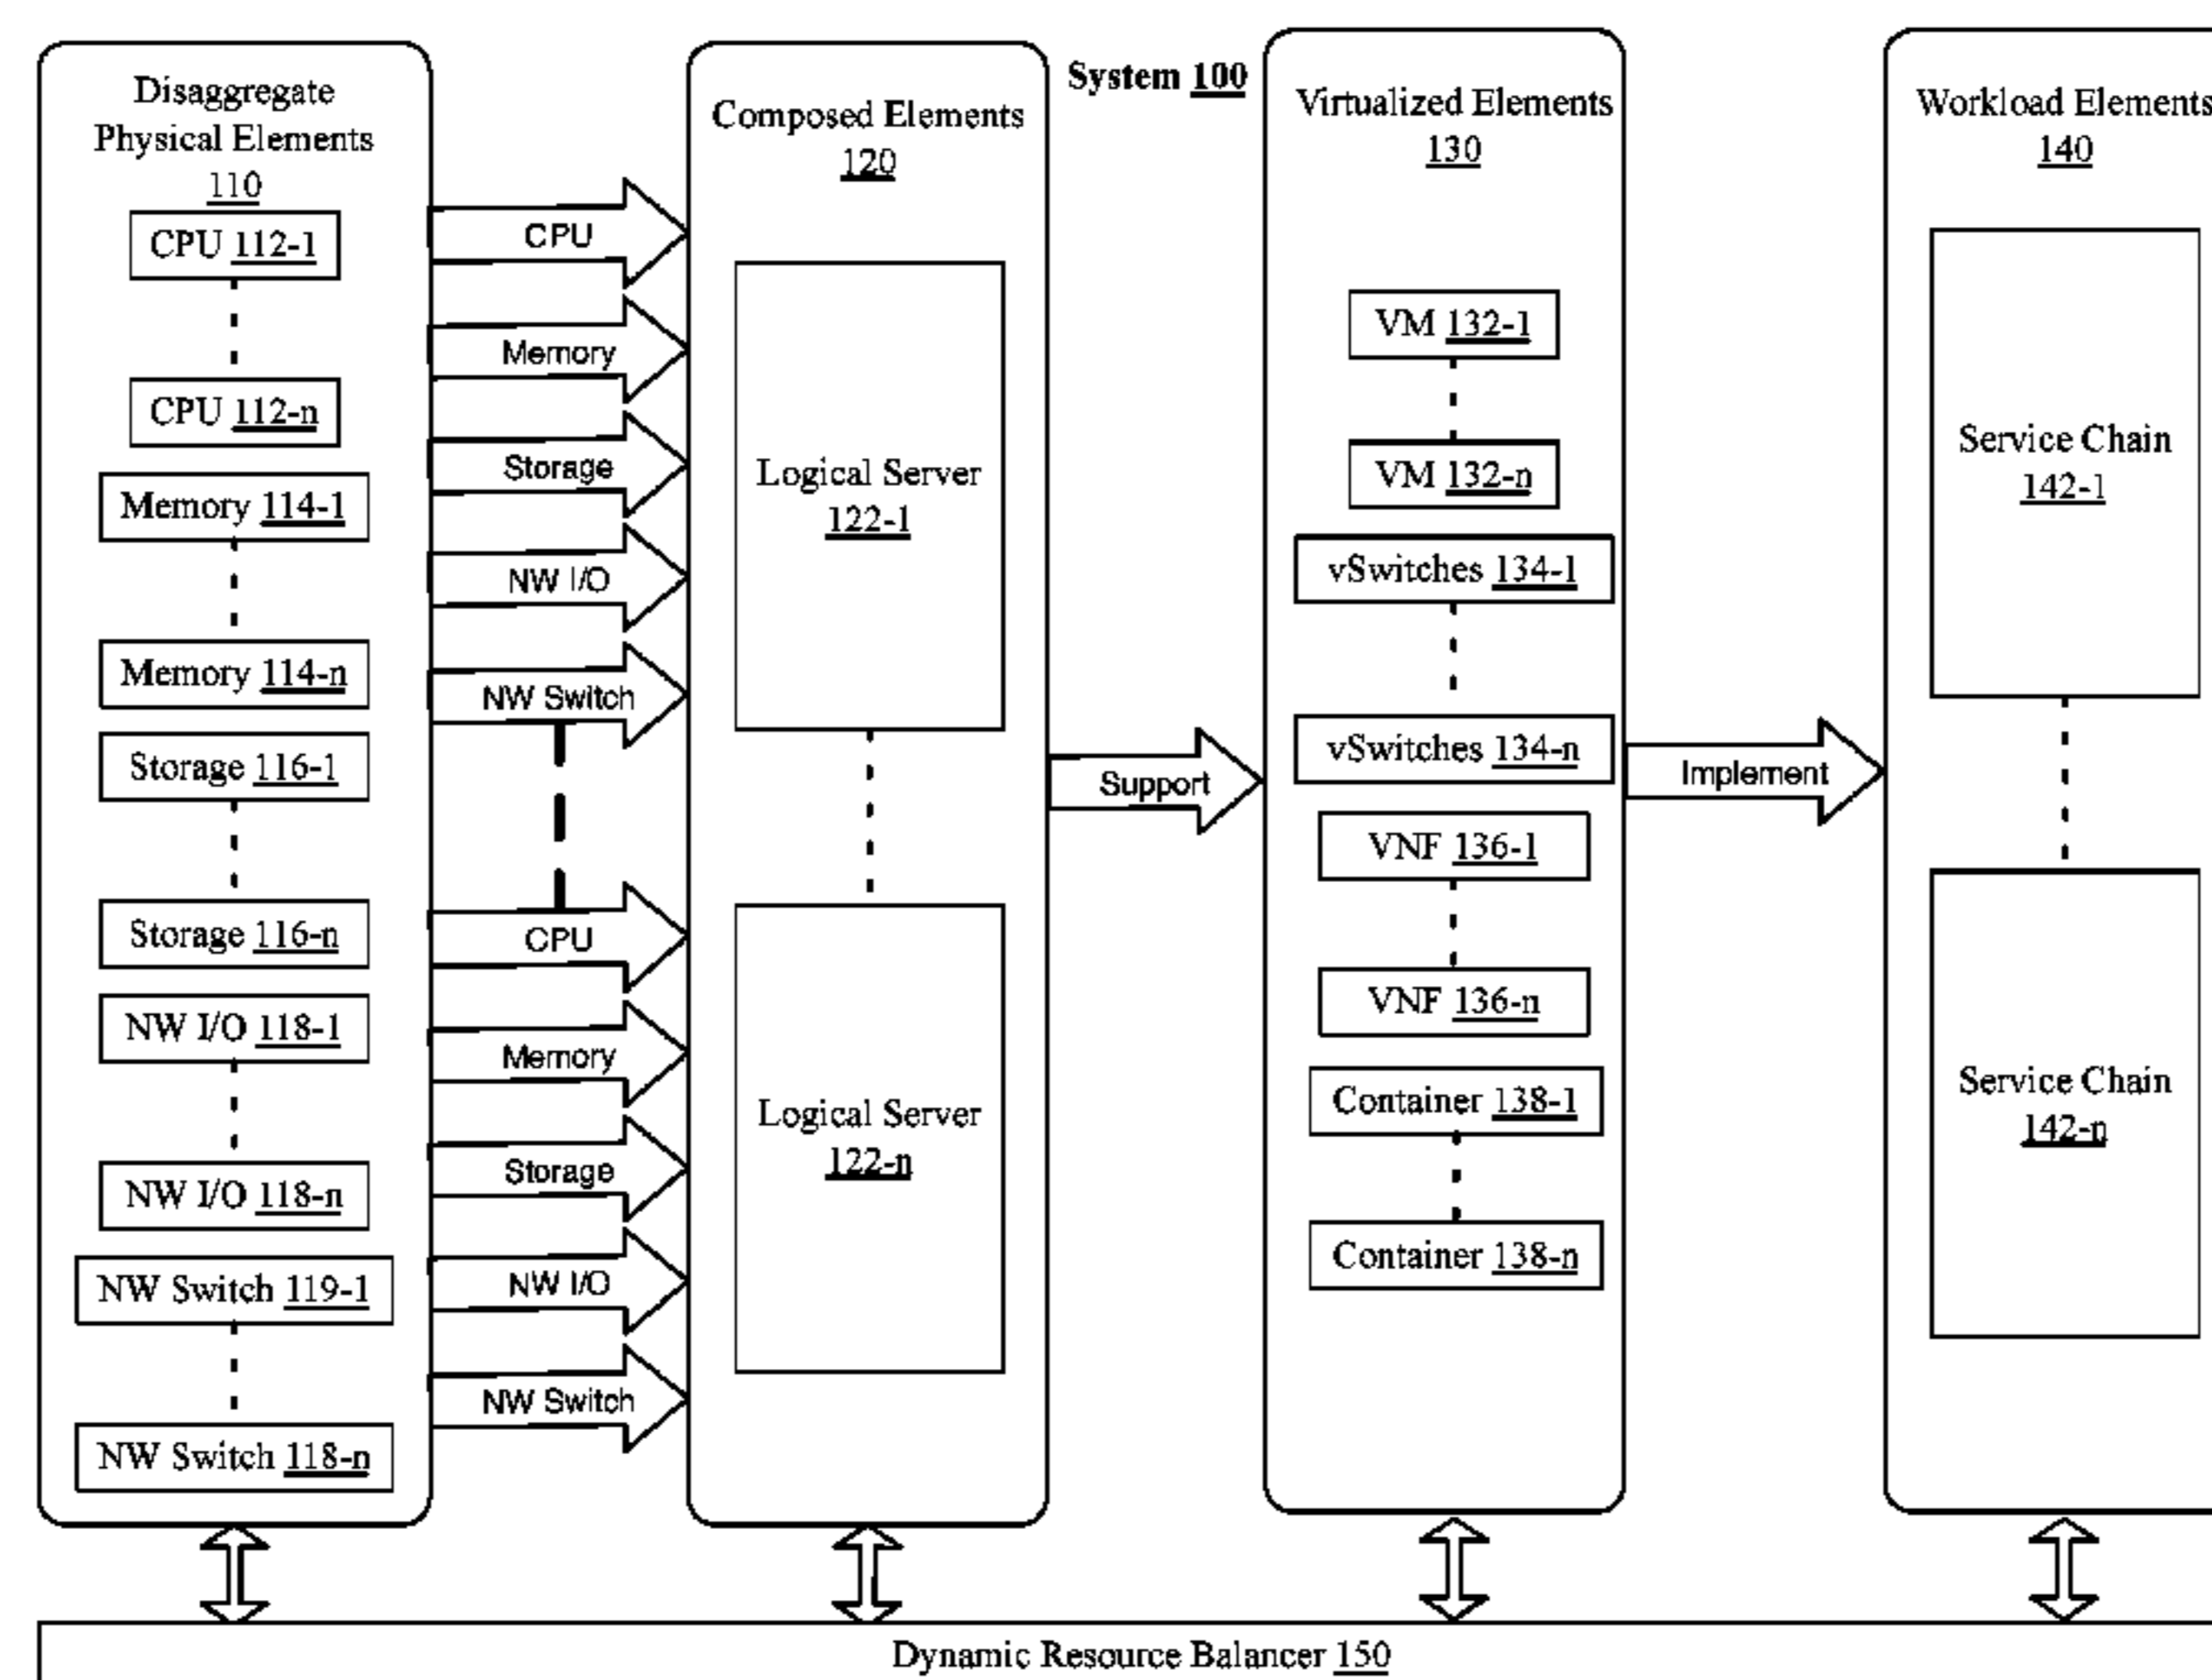 System 100
Disaggregate
Physical Elements
110
CPU 112-1
CPU 112-n
Memory 114-1
Memory 114-n
Storage 116-1
Storage 116-n
NW I/O 118-1
NW I/O 118-n
NW Switch 119-1
NW Switch 118-n
CPU
Memory
Storage
NW I/O
NW Switch
CPU
Memory
Storage
NW I/O
NW Switch
Composed Elements
120
Logical Server
122-1
Logical Server
122-n
Support
Virtualized Elements
130
VM 132-1
VM 132-n
vSwitches 134-1
vSwitches 134-n
VNF 136-1
VNF 136-n
Container 138-1
Container 138-n
Implement
Workload Elements
140
Service Chain
142-1
Service Chain
142-n
Dynamic Resource Balancer 150